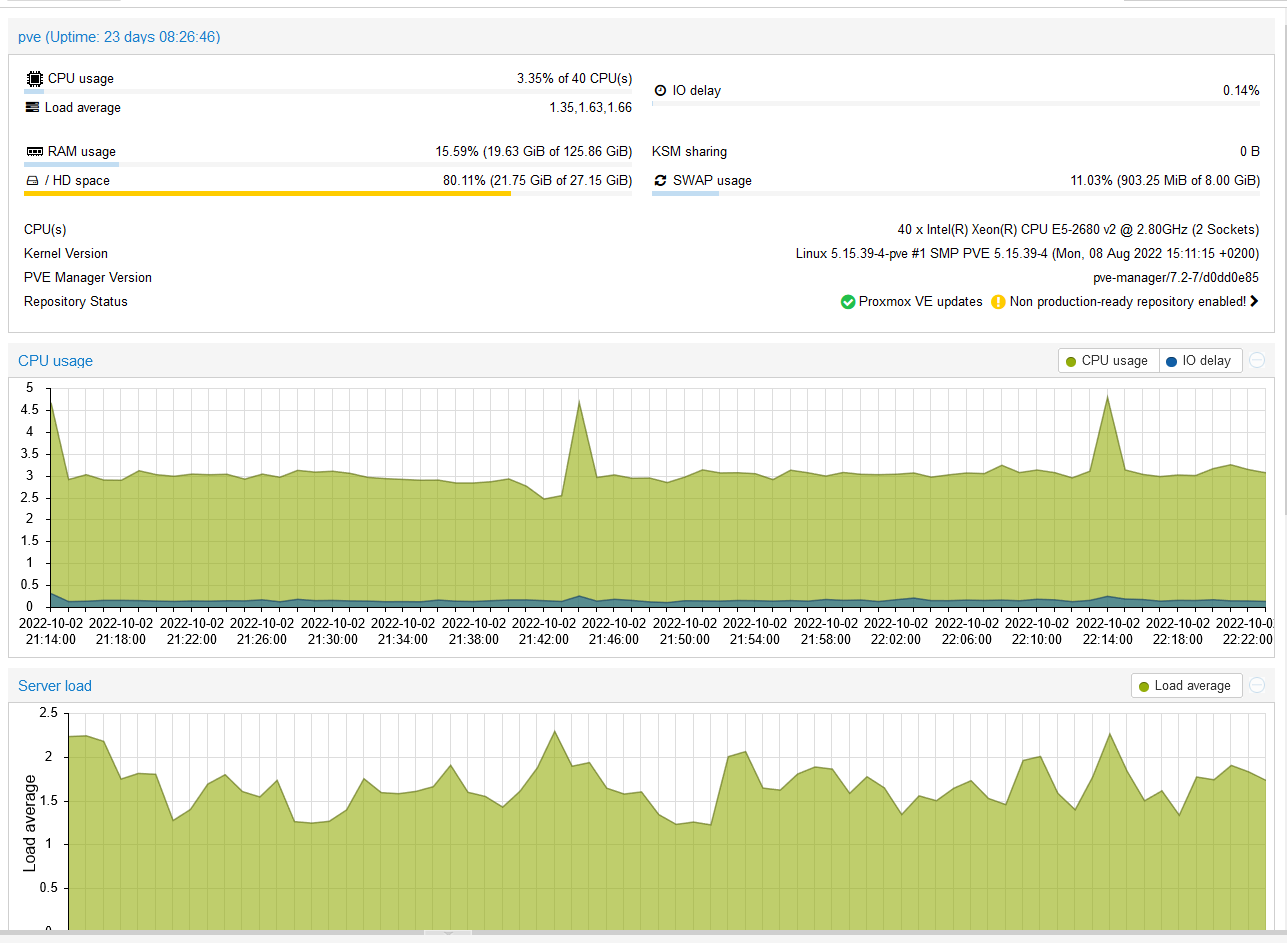 pve (Uptime: 23 days 08:26:46)
CPU usage 3.35% of 40 CPU(s)
IO delay 0.14%
Load average 1.35,1.63,1.66
RAM usage 15.59% (19.63 GiB of 125.86 GiB)
KSM sharing 0 B
/ HD space 80.11% (21.75 GiB of 27.15 GiB)
SWAP usage 11.03% (903.25 MiB of 8.00 GiB)
CPU(s) 40 x Intel(R) Xeon(R) CPU E5-2680 v2 @ 2.80GHz (2 Sockets)
Kernel Version Linux 5.15.39-4-pve #1 SMP PVE 5.15.39-4 (Mon, 08 Aug 2022 15:11:15 +0200)
PVE Manager Version pve-manager/7.2-7/d0dd0e85
Repository Status Proxmox VE updates Non production-ready repository enabled!
CPU usage CPU usage IO delay
5
4.5
4
3.5
3
2.5
2
1.5
1
0.5
0
2022-10-02 2022-10-02 2022-10-02 2022-10-02 2022-10-02 2022-10-02 2022-10-02 2022-10-02 2022-10-02 2022-10-02 2022-10-02 2022-10-02 2022-10-02 2022-10-02 2022-10-02 2022-10-02 2022-10-02 2022-10-0
21:14:00 21:18:00 21:22:00 21:26:00 21:30:00 21:34:00 21:38:00 21:42:00 21:46:00 21:50:00 21:54:00 21:58:00 22:02:00 22:06:00 22:10:00 22:14:00 22:18:00 22:22:00
Server load Load average
2.5
2
1.5
1
0.5
0
Load average